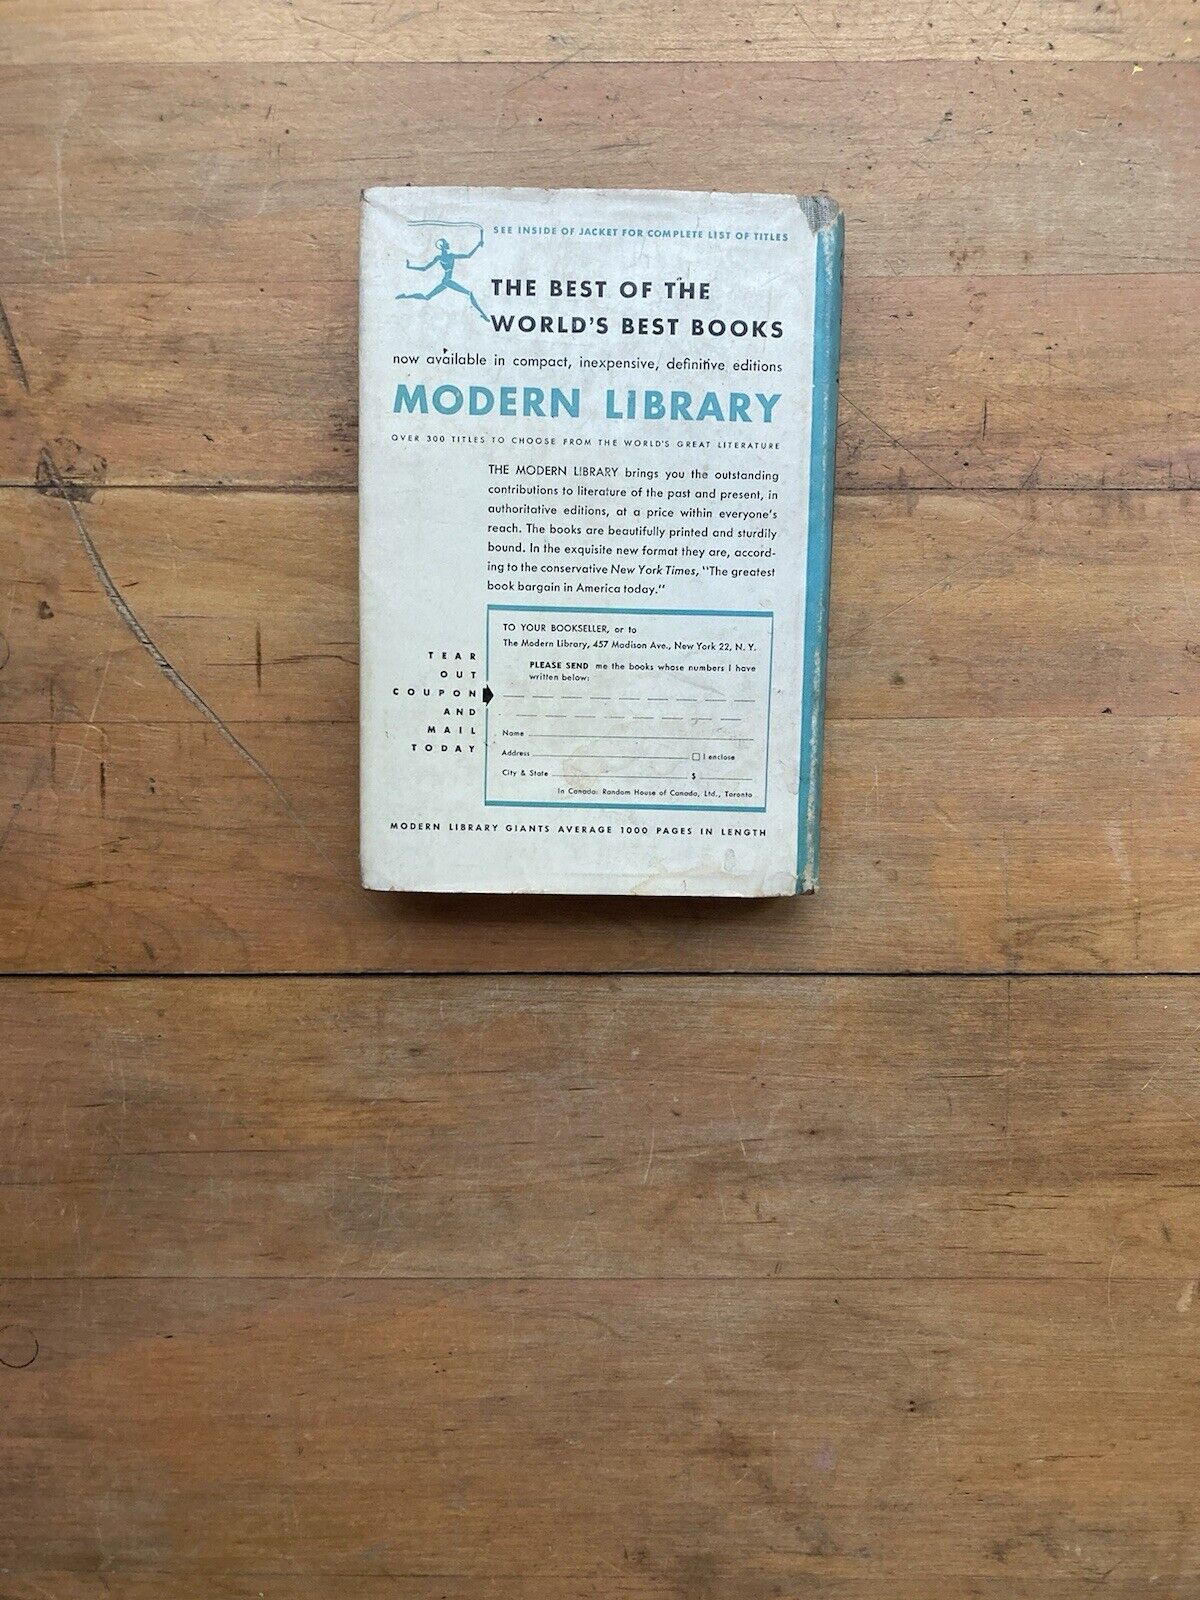 SEE INSIDE OF JACKET FOR COMPLETE LIST OF TITLES
THE BEST OF THE
WORLD'S BEST BOOKS
now available in compact, inexpensive, definitive editions
MODERN LIBRARY
OVER 300 TITLES TO CHOOSE FROM THE WORLD'S GREAT LITERATURE
THE MODERN LIBRARY brings you the outstanding
contributions to literature of the past and present, in
authoritative editions, at a price within everyone's
reach. The books are beautifully printed and sturdily
bound. In the exquisite new format they are, accord-
ing to the conservative New York Times, "The greatest
book bargain in America today."
TEAR
OUT
COUPON
AND
MAIL
TODAY
TO YOUR BOOKSELLER, or to
The Modern Library, 457 Madison Ave., New York 22, N. Y.
PLEASE SEND me the books whose numbers I have
written below:
Name
Address I enclose
City & State $
In Canada: Random House of Canada, Ltd., Toronto
MODERN LIBRARY GIANTS AVERAGE 1000 PAGES IN LENGTH